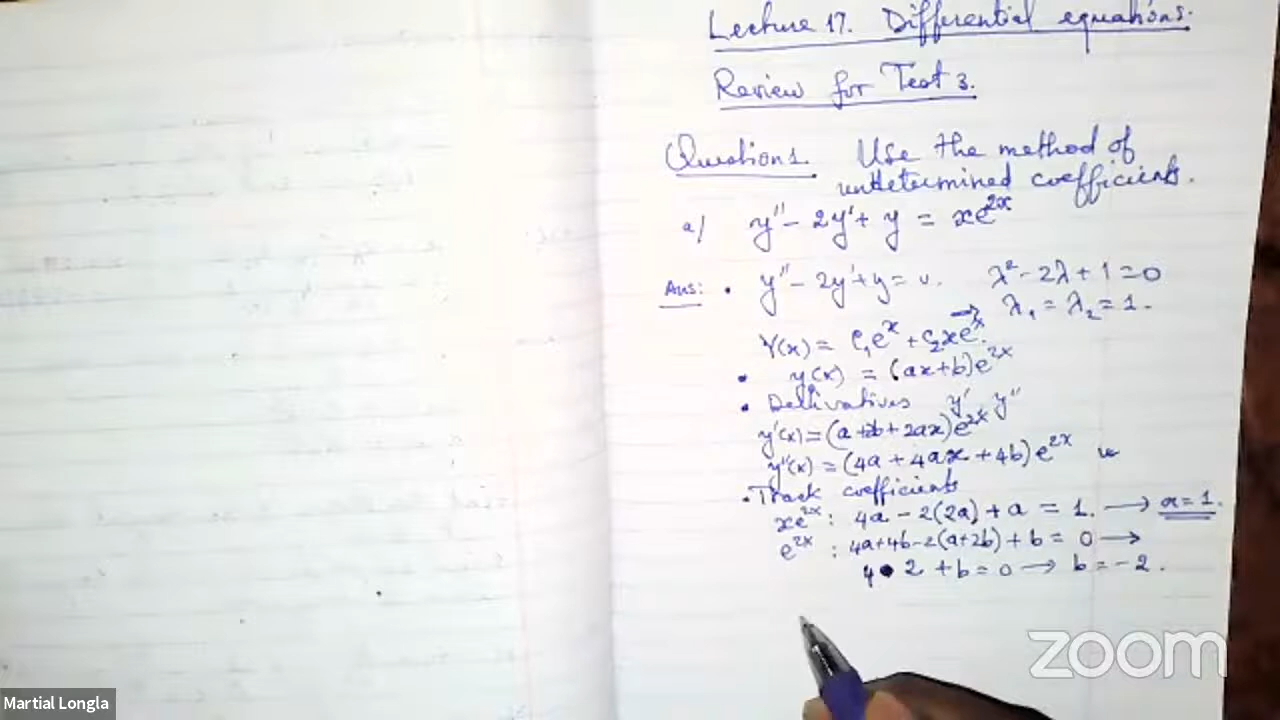 Lecture 17. Differential equations.
Review for Test 3.
Question 1. Use the method of
undetermined coefficients.
a) y'' - 2y' + y = xe^{2x}
Ans: • y'' - 2y' + y = 0. λ² - 2λ + 1 = 0
→ λ₁ = λ₂ = 1.
Y(x) = C₁e^x + C₂xe^x.
• y(x) = (ax+b)e^{2x}
• Derivatives y' y''
y'(x) = (a + 2b + 2ax)e^{2x}
y''(x) = (4a + 4ax + 4b)e^{2x}
• Track coefficients
xe^{2x} : 4a - 2(2a) + a = 1. → a = 1.
e^{2x} : 4a+4b-2(a+2b) + b = 0 →
2 + b = 0 → b = -2.
zoom
Martial Longla